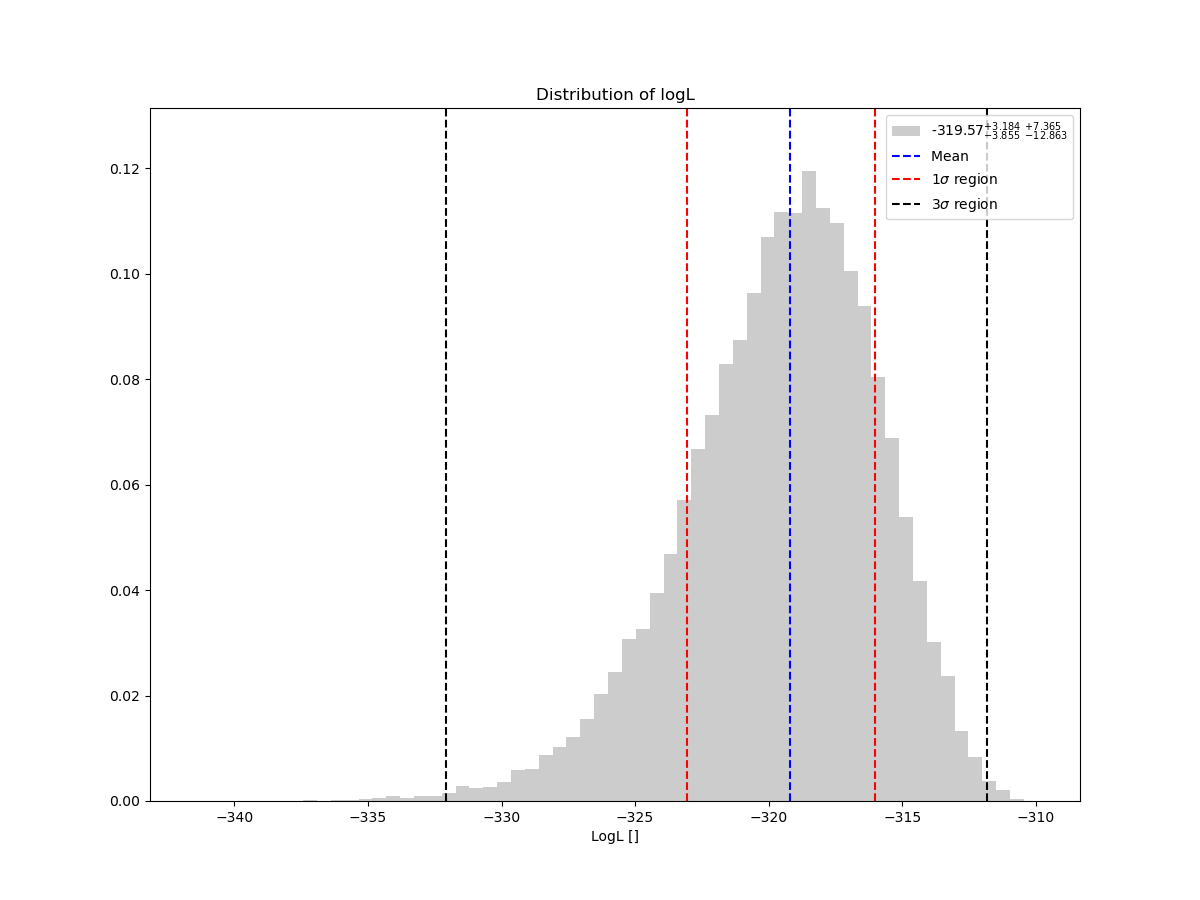 Distribution of logL
-319.57 +3.184 +7.365
−3.855 −12.863
Mean
1σ region
3σ region
0.12
0.10
0.08
0.06
0.04
0.02
0.00
−340 −335 −330 −325 −320 −315 −310
LogL []